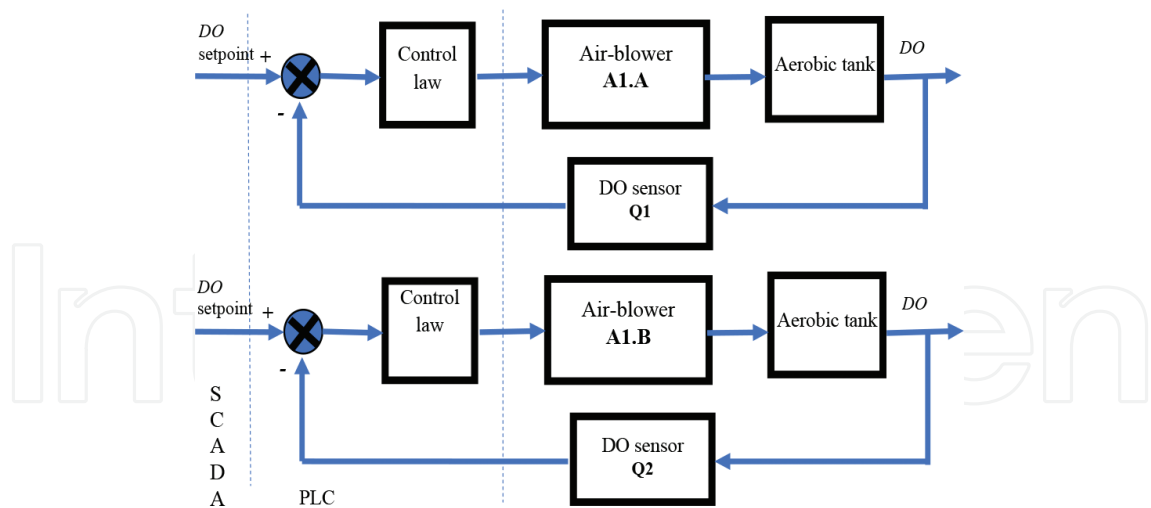 DO
setpoint +
-
Control
law
Air-blower
A1.A
Aerobic tank
DO
DO sensor
Q1
DO
setpoint +
-
Control
law
Air-blower
A1.B
Aerobic tank
DO
DO sensor
Q2
S
C
A
D
A
PLC